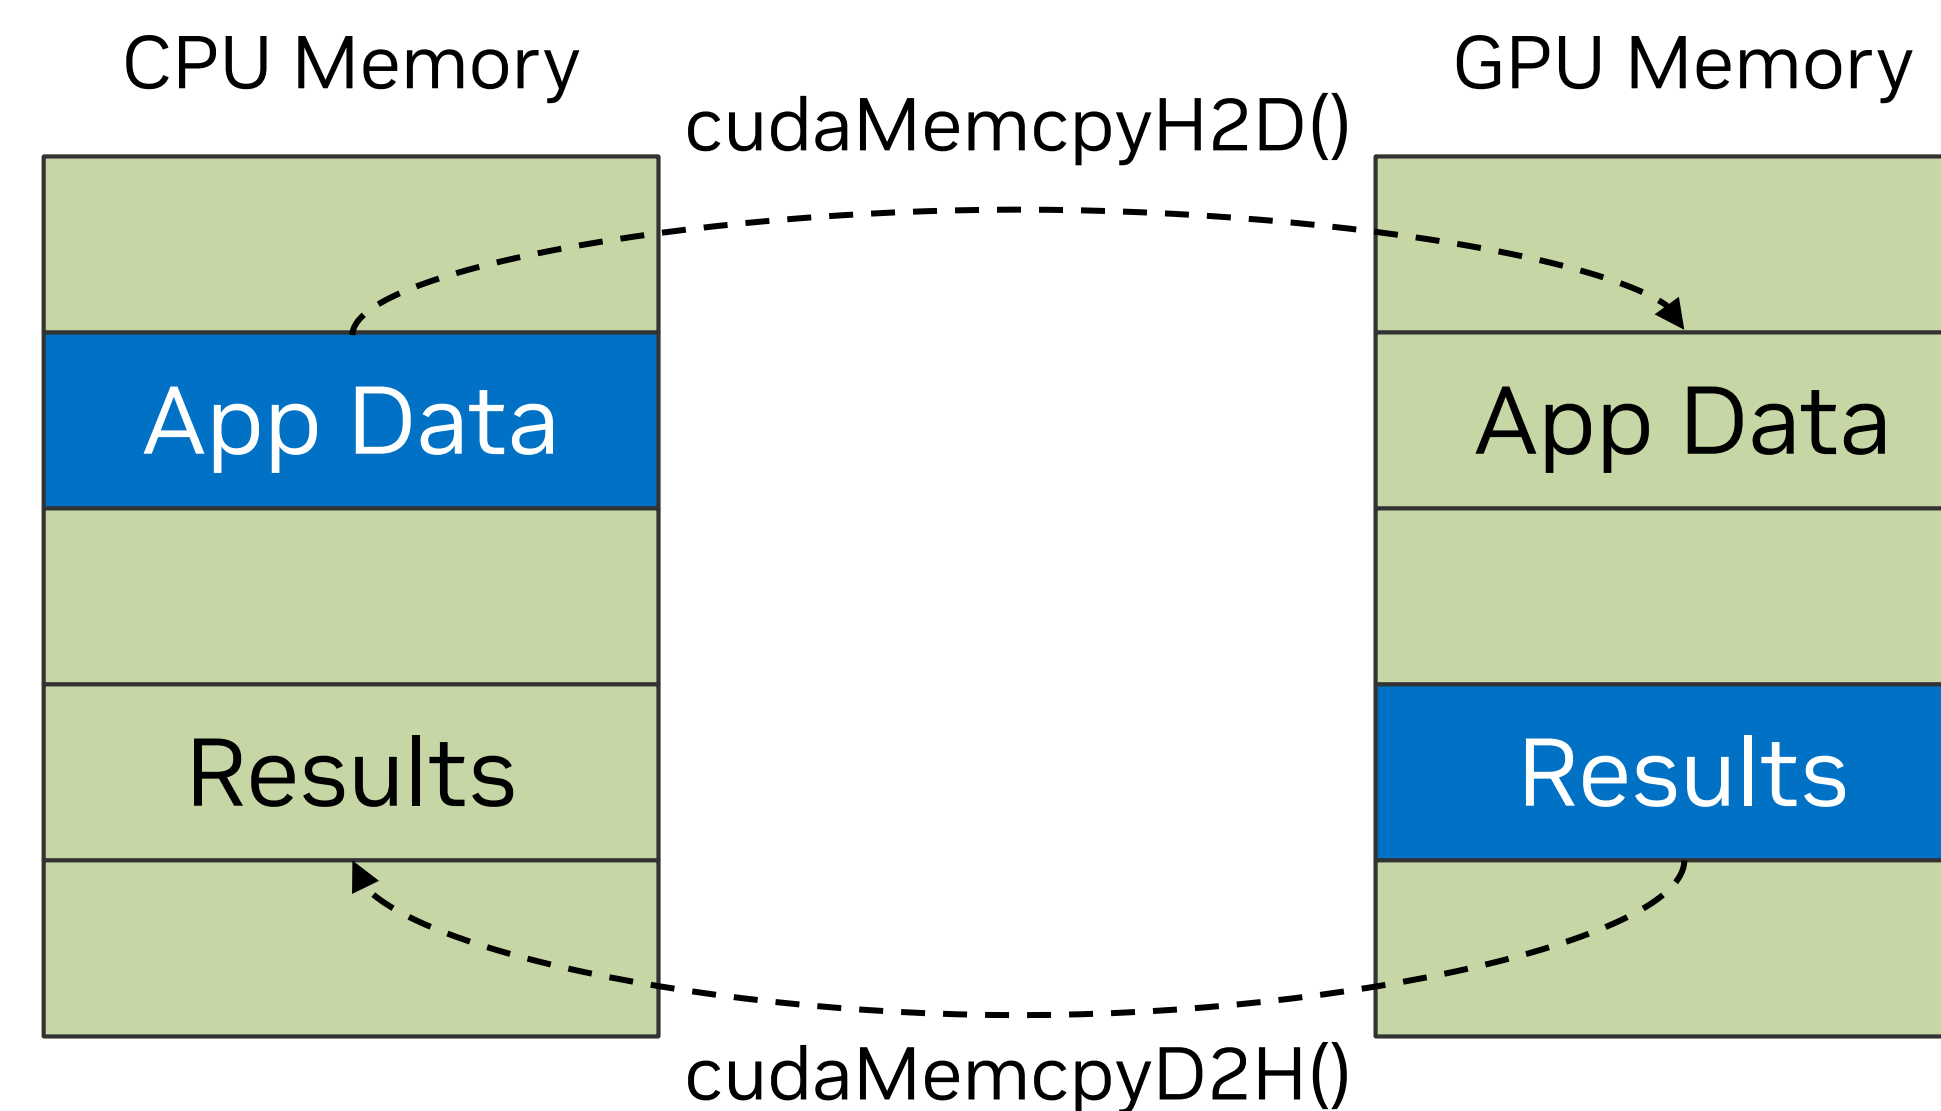 CPU Memory
GPU Memory
cudaMemcpyH2D()
App Data
App Data
Results
Results
cudaMemcpyD2H()